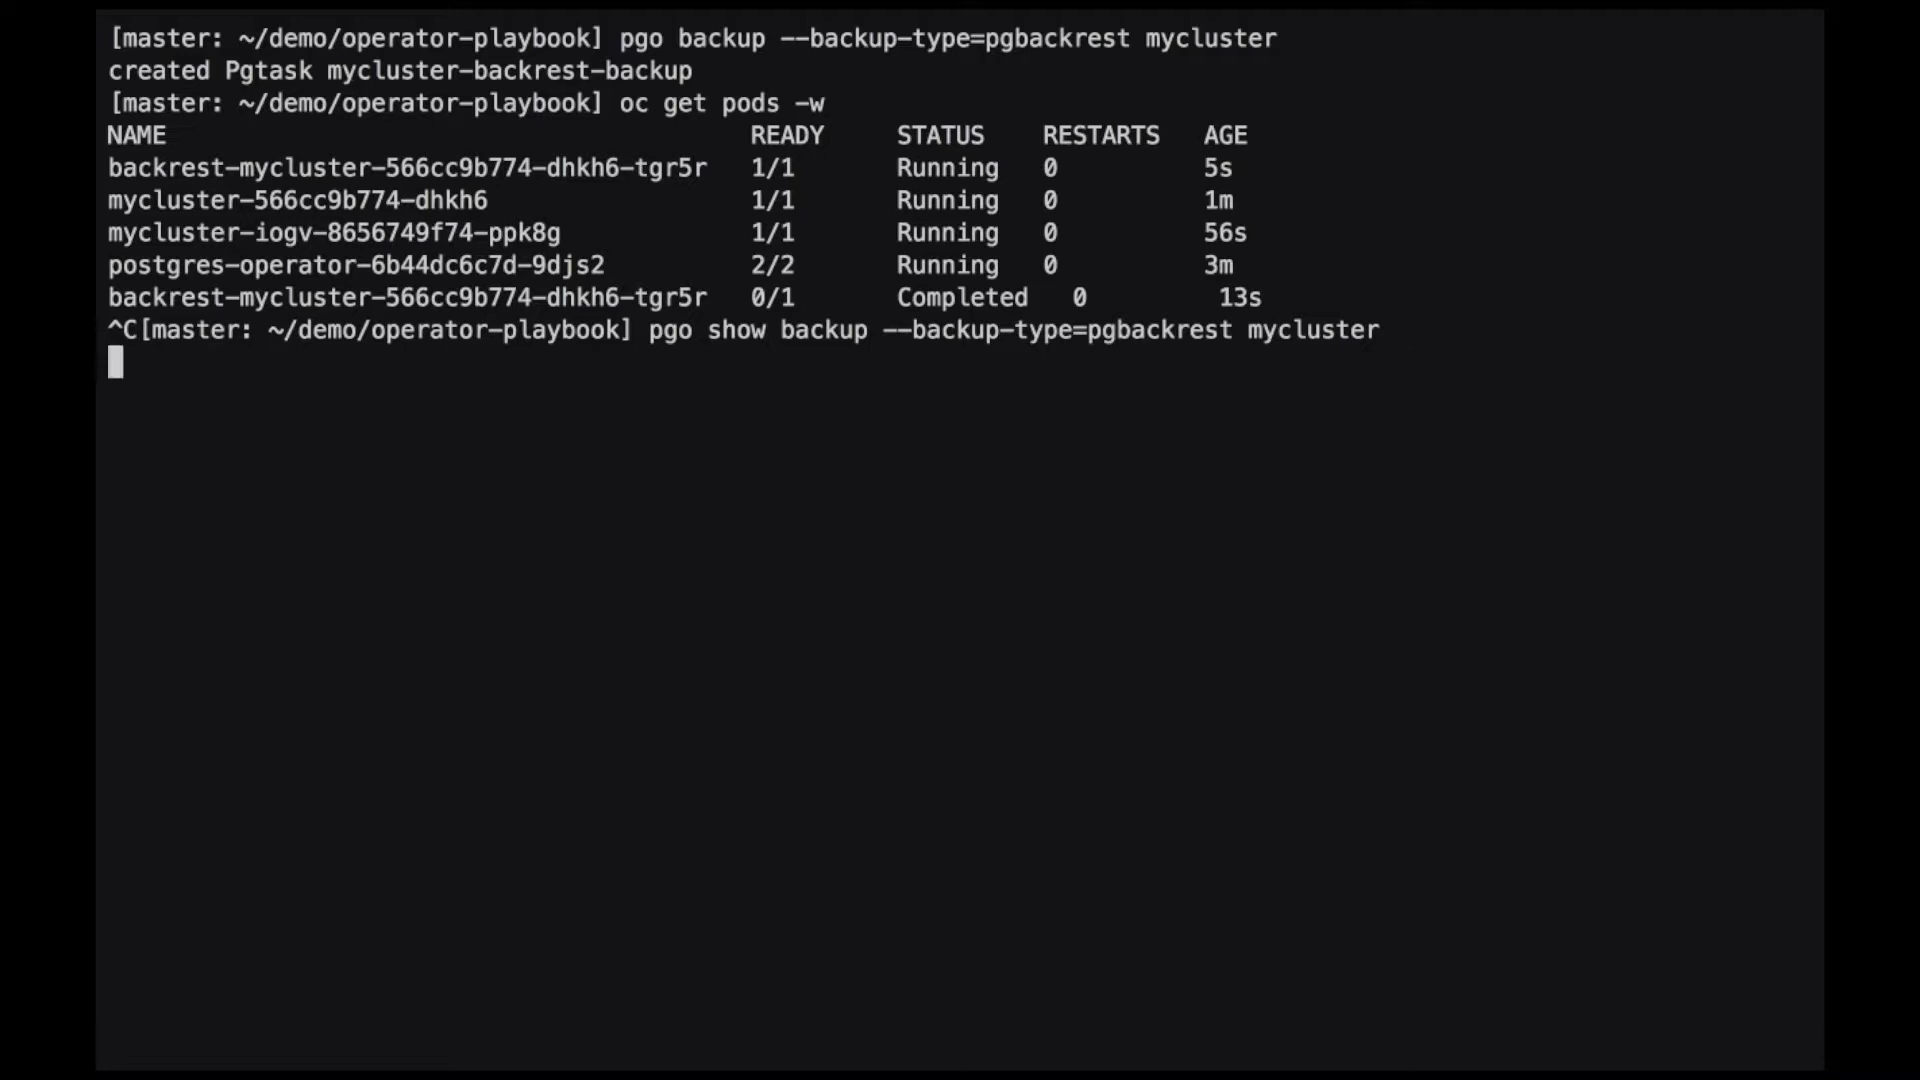 [master: ~/demo/operator-playbook] pgo backup --backup-type=pgbackrest mycluster
created Pgtask mycluster-backrest-backup
[master: ~/demo/operator-playbook] oc get pods -w
NAME READY STATUS RESTARTS AGE
backrest-mycluster-566cc9b774-dhkh6-tgr5r 1/1 Running 0 5s
mycluster-566cc9b774-dhkh6 1/1 Running 0 1m
mycluster-iogv-8656749f74-ppk8g 1/1 Running 0 56s
postgres-operator-6b44dc6c7d-9djs2 2/2 Running 0 3m
backrest-mycluster-566cc9b774-dhkh6-tgr5r 0/1 Completed 0 13s
^C[master: ~/demo/operator-playbook] pgo show backup --backup-type=pgbackrest mycluster